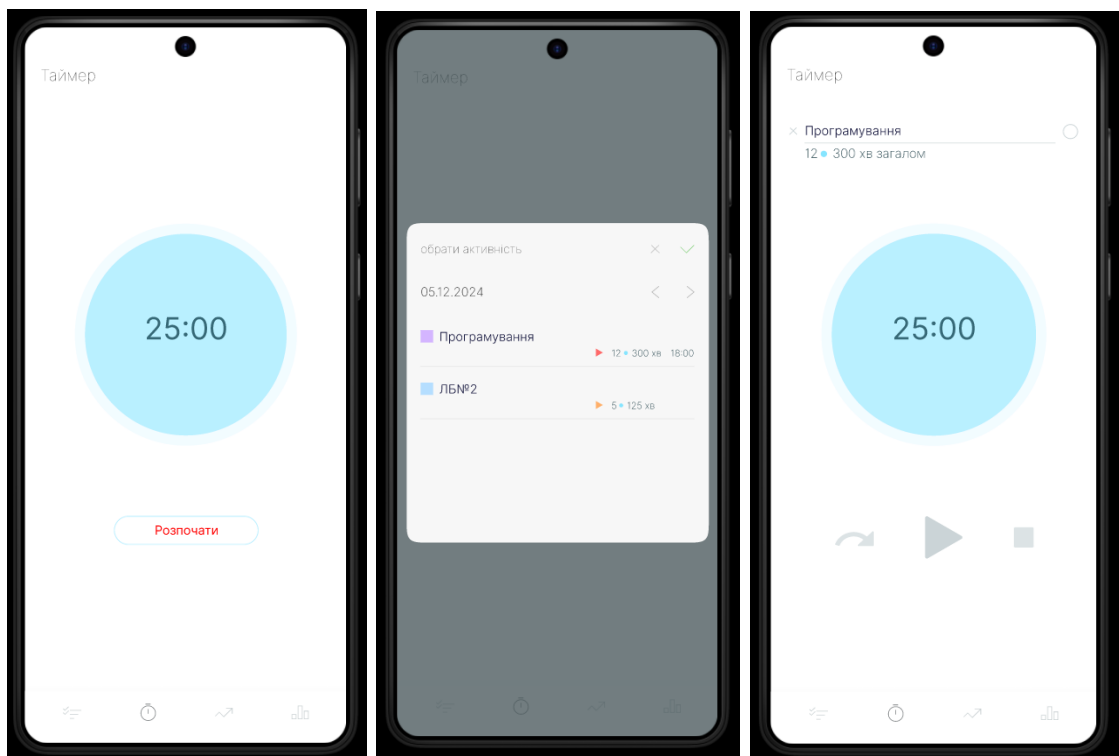 Таймер
25:00
Розпочати
Таймер
обрати активність
05.12.2024
Програмування
12 • 300 хв 18:00
ЛБ№2
5 • 125 хв
Таймер
Програмування
12 • 300 хв загалом
25:00